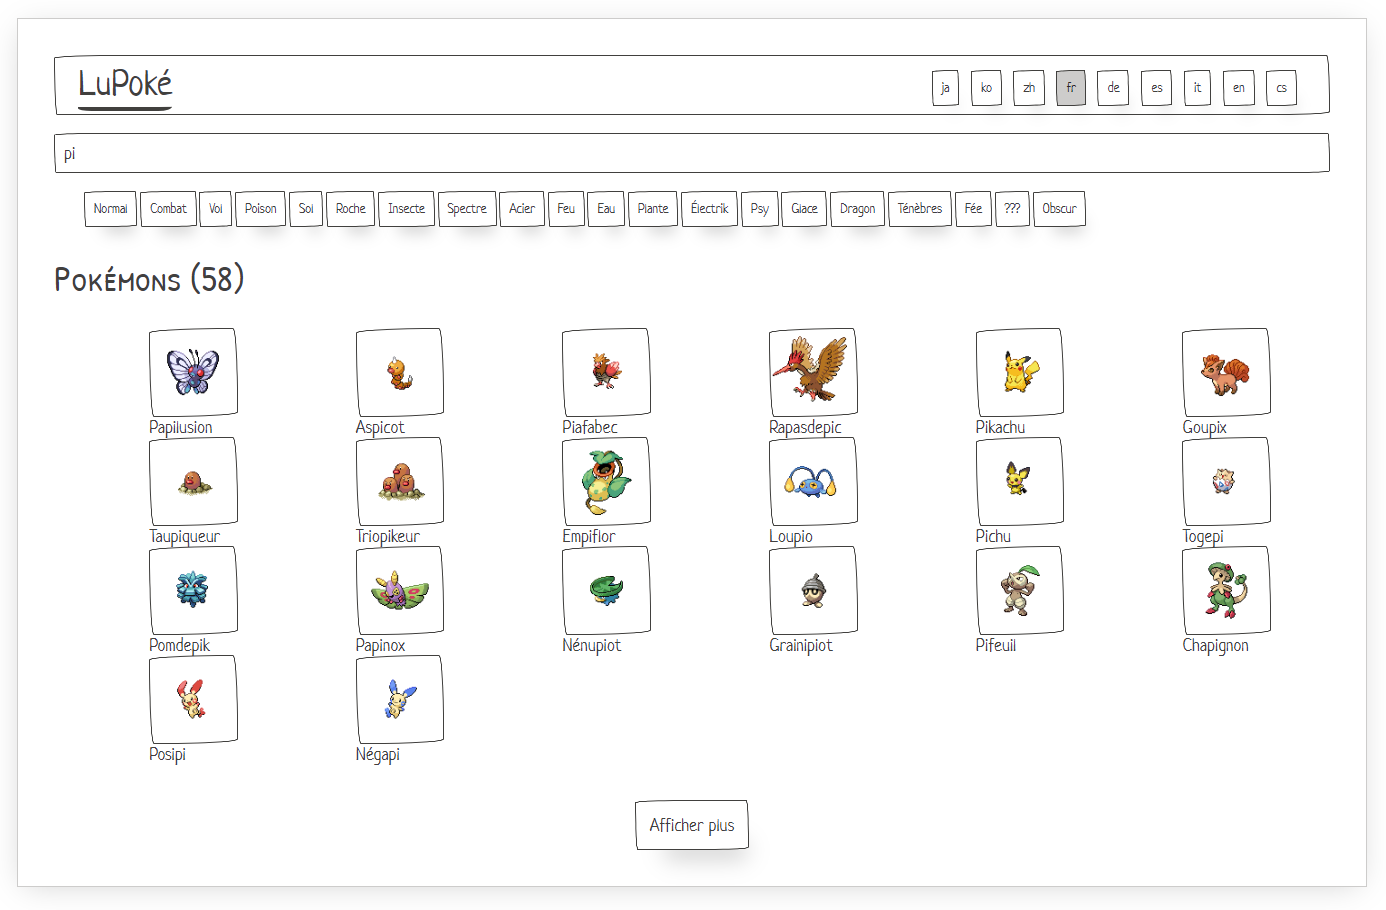 LuPoké ja ko zh fr de es it en cs
pi
Normal Combat Vol Poison Sol Roche Insecte Spectre Acier Feu Eau Plante Électrik Psy Glace Dragon Ténèbres Fée ??? Obscur
Pokémons (58)
Papilusion Aspicot Piafabec Rapasdepic Pikachu Goupix
Taupiqueur Triopikeur Empiflor Loupio Pichu Togepi
Pomdepik Papinox Nénupiot Grainipiot Pifeuil Chapignon
Posipi Négapi
Afficher plus